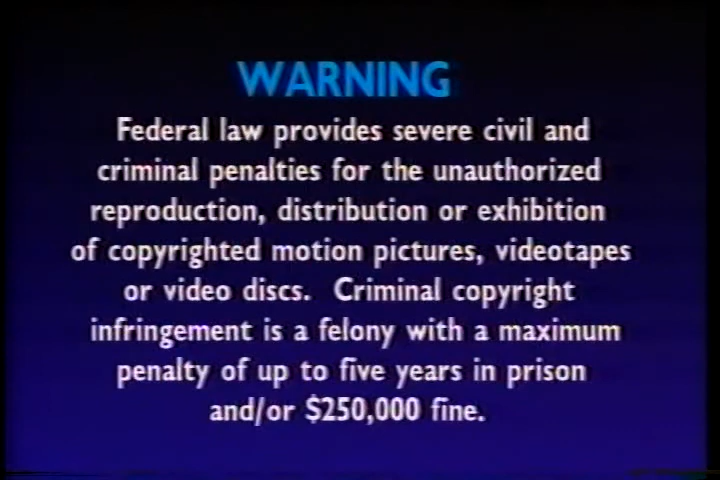 WARNING
Federal law provides severe civil and
criminal penalties for the unauthorized
reproduction, distribution or exhibition
of copyrighted motion pictures, videotapes
or video discs.  Criminal copyright
infringement is a felony with a maximum
penalty of up to five years in prison
and/or $250,000 fine.